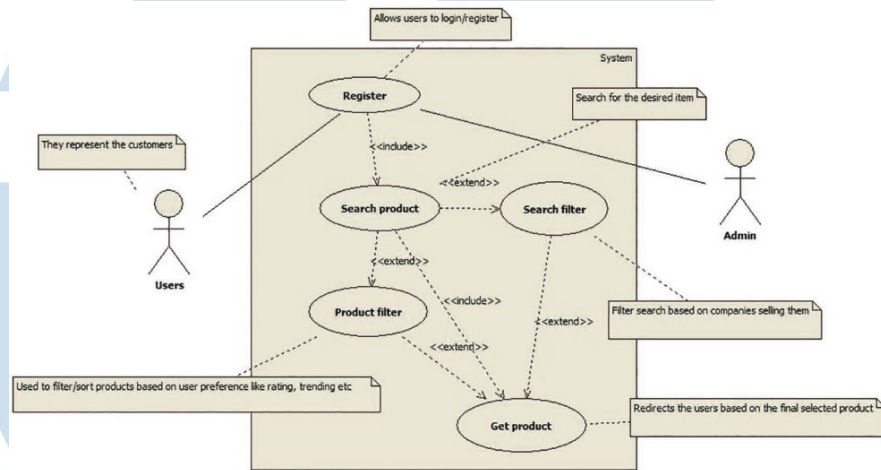 Allows users to login/register
System
Register
Search for the desired item
They represent the customers
<<include>>
<<extend>>
Search product
Search filter
Admin
Users
<<extend>>
Product filter
<<include>>
Filter search based on companies selling them
<<extend>>
<<extend>>
Used to filter/sort products based on user preference like rating, trending etc
Get product
Redirects the users based on the final selected product